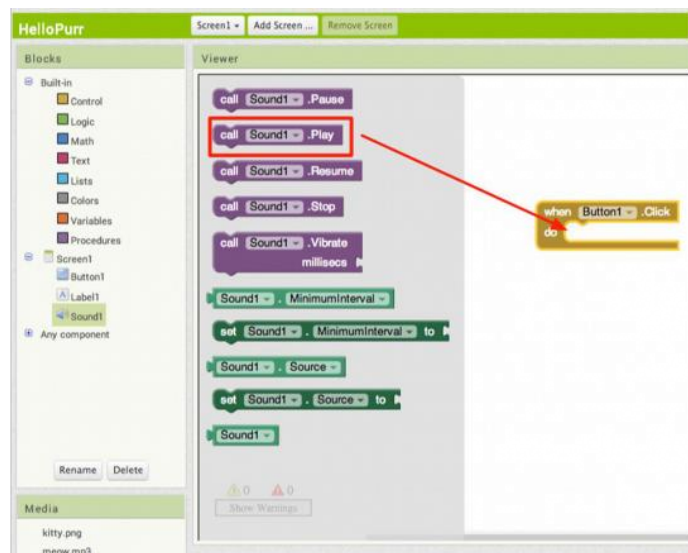 HelloPurr
Screen1
Add Screen ...
Remove Screen
Blocks
Built-in
Control
Logic
Math
Text
Lists
Colors
Variables
Procedures
Screen1
Button1
Label1
Sound1
Any component
Rename
Delete
Media
kitty.png
meow.mp3
Viewer
call Sound1 .Pause
call Sound1 .Play
call Sound1 .Resume
call Sound1 .Stop
call Sound1 .Vibrate
millisecs
Sound1 . MinimumInterval
set Sound1 . MinimumInterval to
Sound1 . Source
set Sound1 . Source to
Sound1
0 0
Show Warnings
when Button1 .Click
do